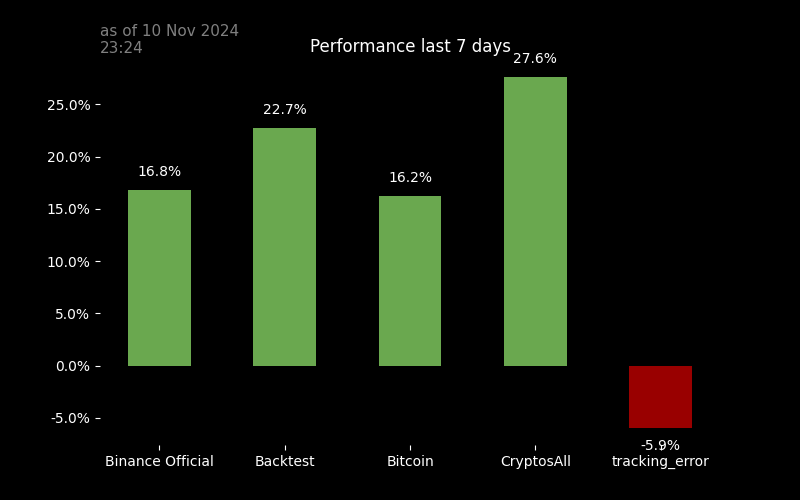 as of 10 Nov 2024
23:24
Performance last 7 days
27.6%
22.7%
16.8%
16.2%
-5.9%
25.0%
20.0%
15.0%
10.0%
5.0%
0.0%
-5.0%
Binance Official
Backtest
Bitcoin
CryptosAll
tracking_error